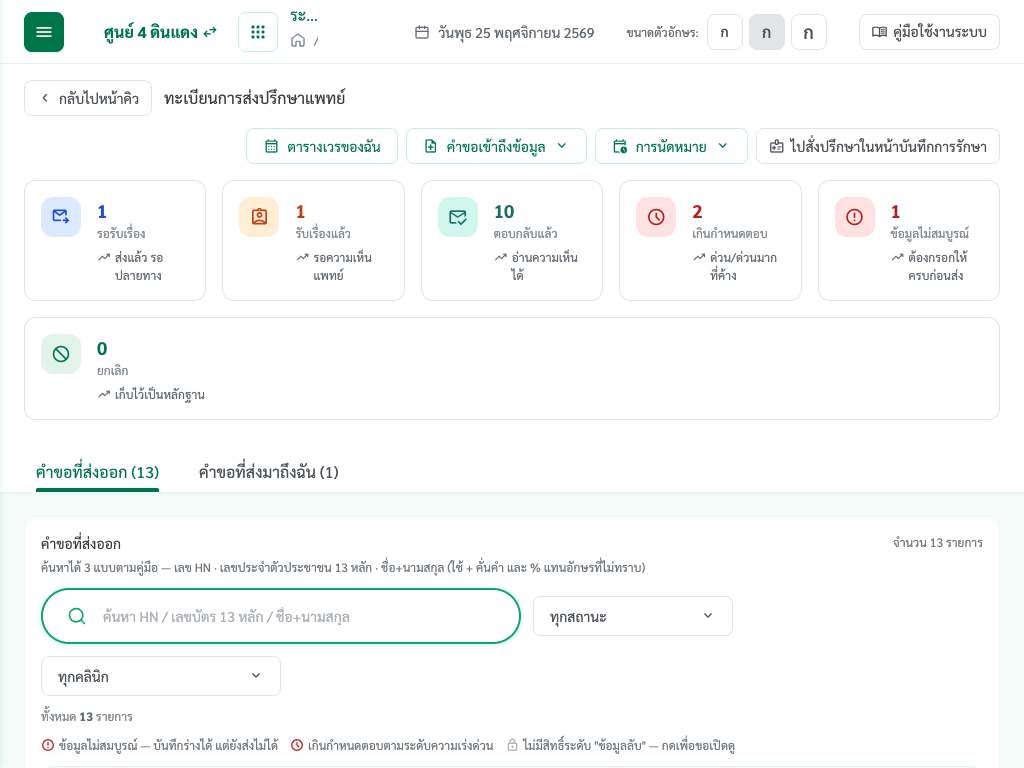 ศูนย์ 4 ดินแดง
ระ...
/
วันพุธ 25 พฤศจิกายน 2569
ขนาดตัวอักษร:
ก
ก
ก
คู่มือใช้งานระบบ
กลับไปหน้าคิว
ทะเบียนการส่งปรึกษาแพทย์
ตารางเวรของฉัน
คำขอเข้าถึงข้อมูล
การนัดหมาย
ไปสั่งปรึกษาในหน้าบันทึกการรักษา
1
รอรับเรื่อง
ส่งแล้ว รอ
ปลายทาง
1
รับเรื่องแล้ว
รอความเห็น
แพทย์
10
ตอบกลับแล้ว
อ่านความเห็น
ได้
2
เกินกำหนดตอบ
ด่วน/ด่วนมาก
ที่ค้าง
1
ข้อมูลไม่สมบูรณ์
ต้องกรอกให้
ครบก่อนส่ง
0
ยกเลิก
เก็บไว้เป็นหลักฐาน
คำขอที่ส่งออก (13)
คำขอที่ส่งมาถึงฉัน (1)
คำขอที่ส่งออก
จำนวน 13 รายการ
ค้นหาได้ 3 แบบตามคู่มือ — เลข HN · เลขประจำตัวประชาชน 13 หลัก · ชื่อ+นามสกุล (ใช้ + คั่นคำ และ % แทนอักษรที่ไม่ทราบ)
ค้นหา HN / เลขบัตร 13 หลัก / ชื่อ+นามสกุล
ทุกสถานะ
ทุกคลินิก
ทั้งหมด 13 รายการ
ข้อมูลไม่สมบูรณ์ — บันทึกร่างได้ แต่ยังส่งไม่ได้
เกินกำหนดตอบตามระดับความเร่งด่วน
ไม่มีสิทธิ์ระดับ "ข้อมูลลับ" — กดเพื่อขอเปิดดู